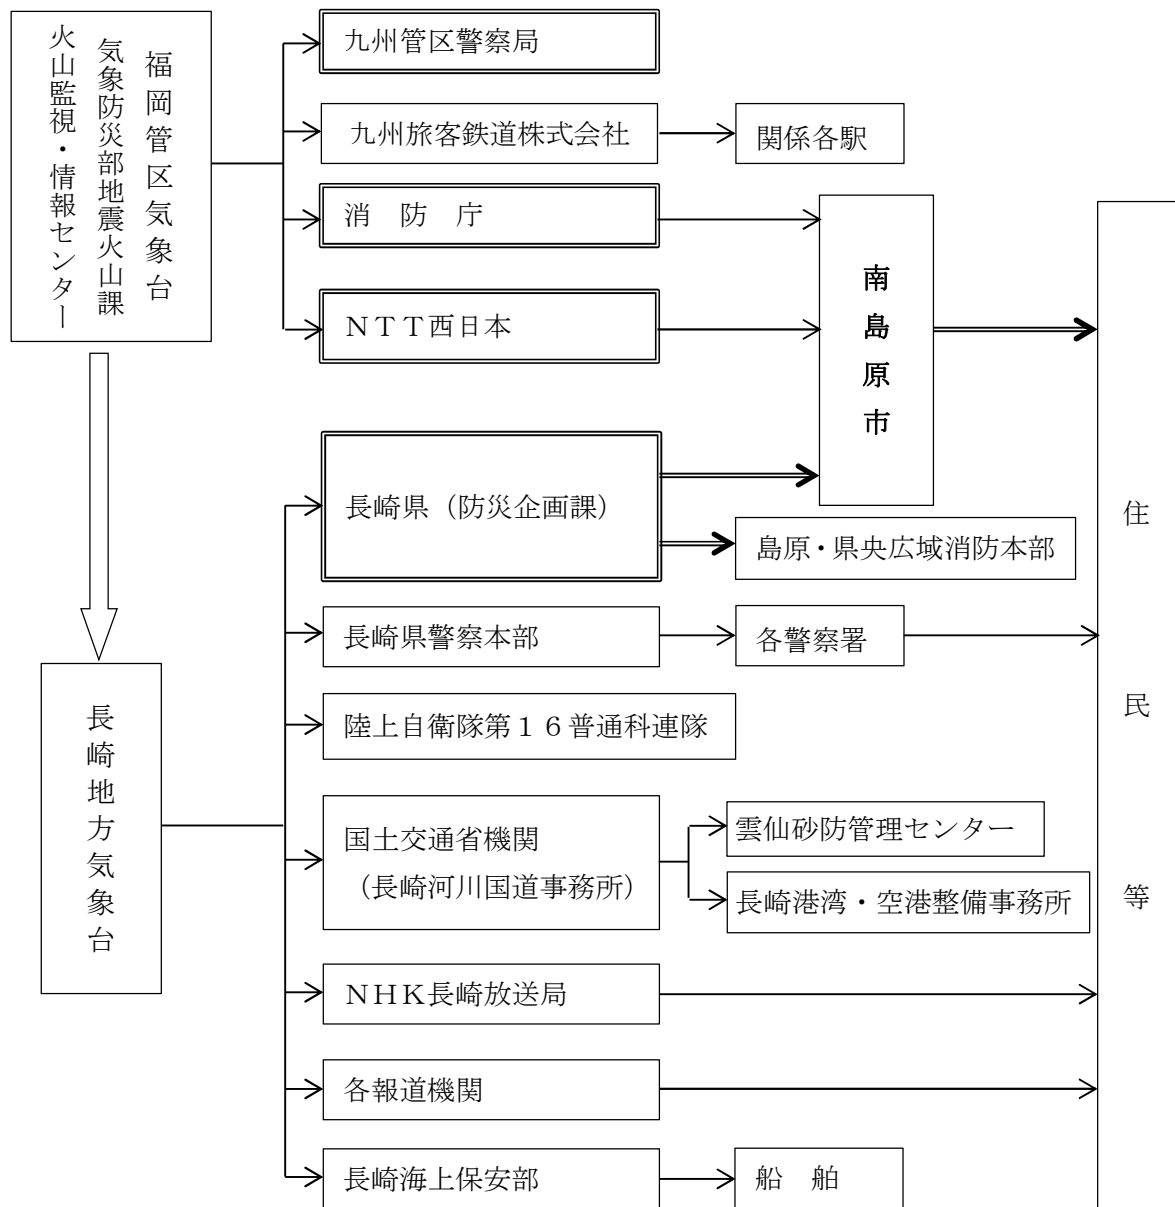 福岡管区気象台
気象防災部地震火山課
火山監視・情報センター
九州管区警察局
九州旅客鉄道株式会社
関係各駅
消　防　庁
ＮＴＴ西日本
南島原市
長崎県（防災企画課）
島原・県央広域消防本部
長崎県警察本部
各警察署
陸上自衛隊第１６普通科連隊
長崎地方気象台
国土交通省機関
（長崎河川国道事務所）
雲仙砂防管理センター
長崎港湾・空港整備事務所
ＮＨＫ長崎放送局
各報道機関
長崎海上保安部
船　舶
住民等